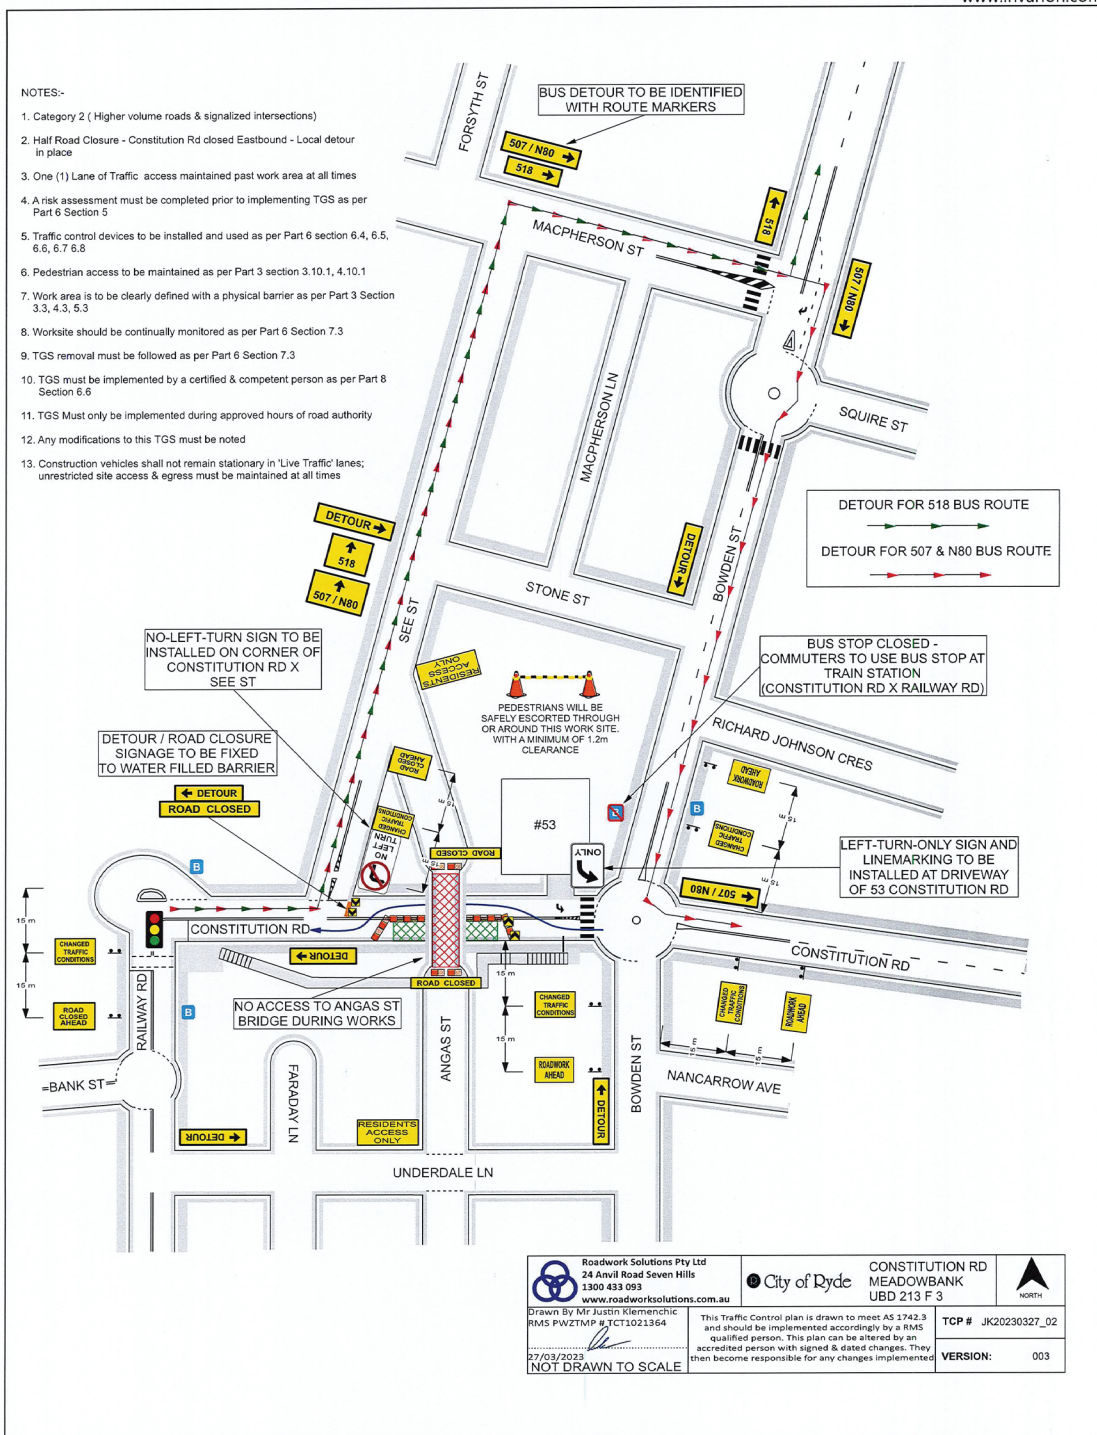 NOTES:-
1. Category 2 ( Higher volume roads & signalized intersections)
2. Half Road Closure - Constitution Rd closed Eastbound - Local detour
in place
3. One (1) Lane of Traffic access maintained past work area at all times
4. A risk assessment must be completed prior to implementing TGS as per
Part 6 Section 5
5. Traffic control devices to be installed and used as per Part 6 section 6.4, 6.5,
6.6, 6.7 6.8
6. Pedestrian access to be maintained as per Part 3 section 3.10.1, 4.10.1
7. Work area is to be clearly defined with a physical barrier as per Part 3 Section
3.3, 4.3, 5.3
8. Worksite should be continually monitored as per Part 6 Section 7.3
9. TGS removal must be followed as per Part 6 Section 7.3
10. TGS must be implemented by a certified & competent person as per Part 8
Section 6.6
11. TGS Must only be implemented during approved hours of road authority
12. Any modifications to this TGS must be noted
13. Construction vehicles shall not remain stationary in 'Live Traffic' lanes;
unrestricted site access & egress must be maintained at all times
FORSYTH ST
BUS DETOUR TO BE IDENTIFIED
WITH ROUTE MARKERS
507 / N80
518
518
MACPHERSON ST
507 / N80
MACPHERSON LN
SQUIRE ST
DETOUR FOR 518 BUS ROUTE
DETOUR FOR 507 & N80 BUS ROUTE
DETOUR
518
507 / N80
DETOUR
BOWDEN ST
STONE ST
SEE ST
NO-LEFT-TURN SIGN TO BE
INSTALLED ON CORNER OF
CONSTITUTION RD X
SEE ST
RESIDENTS
ACCESS
ONLY
BUS STOP CLOSED -
COMMUTERS TO USE BUS STOP AT
TRAIN STATION
(CONSTITUTION RD X RAILWAY RD)
PEDESTRIANS WILL BE
SAFELY ESCORTED THROUGH
OR AROUND THIS WORK SITE.
WITH A MINIMUM OF 1.2m
CLEARANCE
RICHARD JOHNSON CRES
DETOUR / ROAD CLOSURE
SIGNAGE TO BE FIXED
TO WATER FILLED BARRIER
DETOUR
ROAD CLOSED
ROAD
CLOSED
AHEAD
15 m
CHANGED
TRAFFIC
CONDITIONS
15 m
NO
LEFT
TURN
ROAD CLOSED
#53
B
B
ROADWORK
AHEAD
15 m
CHANGED
TRAFFIC
CONDITIONS
15 m
ONLY
LEFT-TURN-ONLY SIGN AND
LINEMARKING TO BE
INSTALLED AT DRIVEWAY
OF 53 CONSTITUTION RD
507 / N80
B
15 m
CONSTITUTION RD
CONSTITUTION RD
CHANGED
TRAFFIC
CONDITIONS
15 m
ROAD
CLOSED
AHEAD
RAILWAY RD
B
DETOUR
NO ACCESS TO ANGAS ST
BRIDGE DURING WORKS
ROAD CLOSED
15 m
CHANGED
TRAFFIC
CONDITIONS
15 m
ROADWORK
AHEAD
CHANGED
TRAFFIC
CONDITIONS
ROADWORK
AHEAD
15 m
15 m
ANGAS ST
BOWDEN ST
NANCARROW AVE
=BANK ST=
FARADAY LN
DETOUR
DETOUR
RESIDENTS
ACCESS
ONLY
UNDERDALE LN
Roadwork Solutions Pty Ltd
24 Anvil Road Seven Hills
1300 433 093
www.roadworksolutions.com.au
City of Ryde
CONSTITUTION RD
MEADOWBANK
UBD 213 F 3
NORTH
Drawn By Mr Justin Klemenchic
RMS PWZTMP # TCT1021364
27/03/2023
NOT DRAWN TO SCALE
This Traffic Control plan is drawn to meet AS 1742.3
and should be implemented accordingly by a RMS
qualified person. This plan can be altered by an
accredited person with signed & dated changes. They
then become responsible for any changes implemented
TCP # JK20230327_02
VERSION: 003